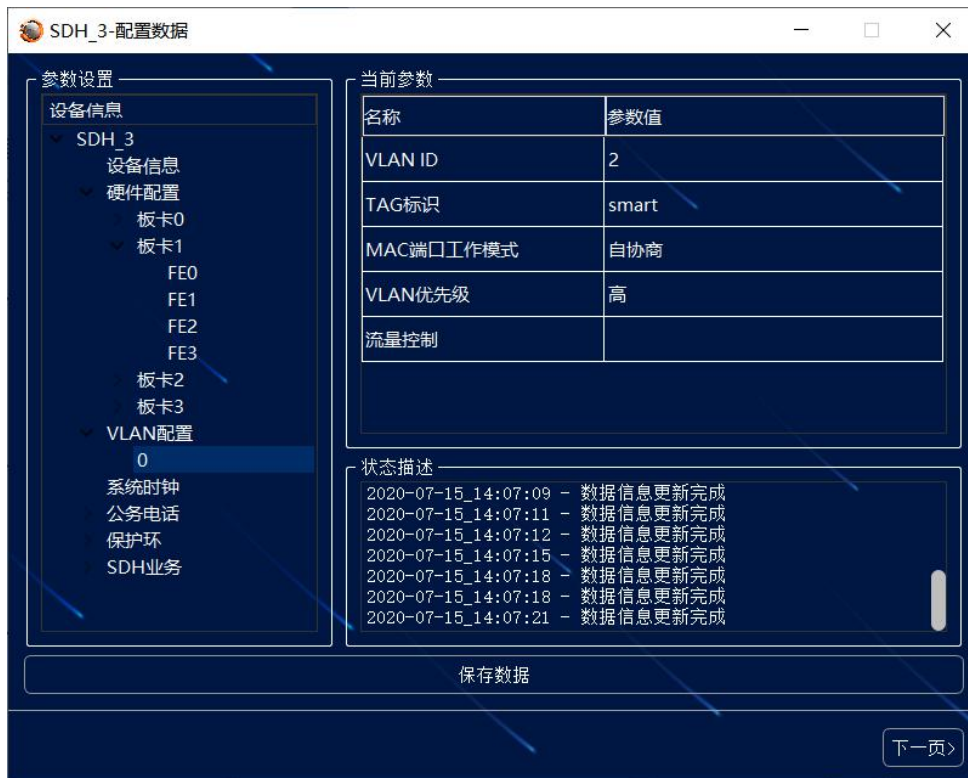 SDH_3-配置数据
参数设置
设备信息
SDH_3
设备信息
硬件配置
板卡0
板卡1
FE0
FE1
FE2
FE3
板卡2
板卡3
VLAN配置
0
系统时钟
公务电话
保护环
SDH业务
当前参数
名称 参数值
VLAN ID 2
TAG标识 smart
MAC端口工作模式 自协商
VLAN优先级 高
流量控制
状态描述
2020-07-15_14:07:09 - 数据信息更新完成
2020-07-15_14:07:11 - 数据信息更新完成
2020-07-15_14:07:12 - 数据信息更新完成
2020-07-15_14:07:15 - 数据信息更新完成
2020-07-15_14:07:18 - 数据信息更新完成
2020-07-15_14:07:18 - 数据信息更新完成
2020-07-15_14:07:21 - 数据信息更新完成
保存数据
下一页>